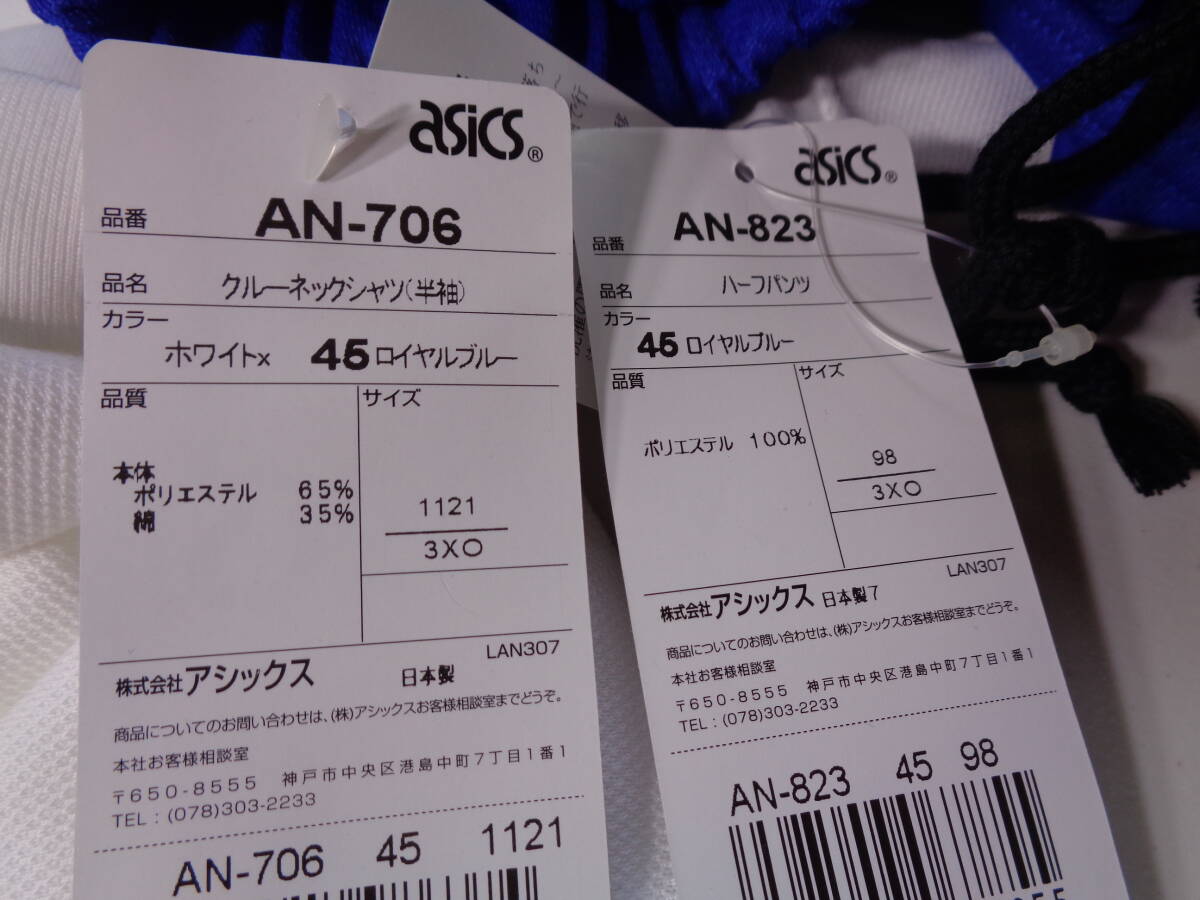 asics®
品番 AN-706
品名 クルーネックシャツ(半袖)
カラー
ホワイト× 45 ロイヤルブルー
品質 サイズ
本体
ポリエステル 65%
綿 35%
1121
3XO
LAN307
株式会社アシックス 日本製
商品についてのお問い合わせは、(株)アシックスお客様相談室までどうぞ。
本社お客様相談室
〒650-8555 神戸市中央区港島中町7丁目1番1
TEL:(078)303-2233
AN-706 45 1121
asics®
品番 AN-823
品名 ハーフパンツ
カラー
45 ロイヤルブルー
品質 サイズ
ポリエステル 100%
98
3XO
LAN307
株式会社アシックス 日本製7
商品についてのお問い合わせは、(株)アシックスお客様相談室までどうぞ。
本社お客様相談室
〒650-8555 神戸市中央区港島中町7丁目1番1
TEL:(078)303-2233
AN-823 45 98